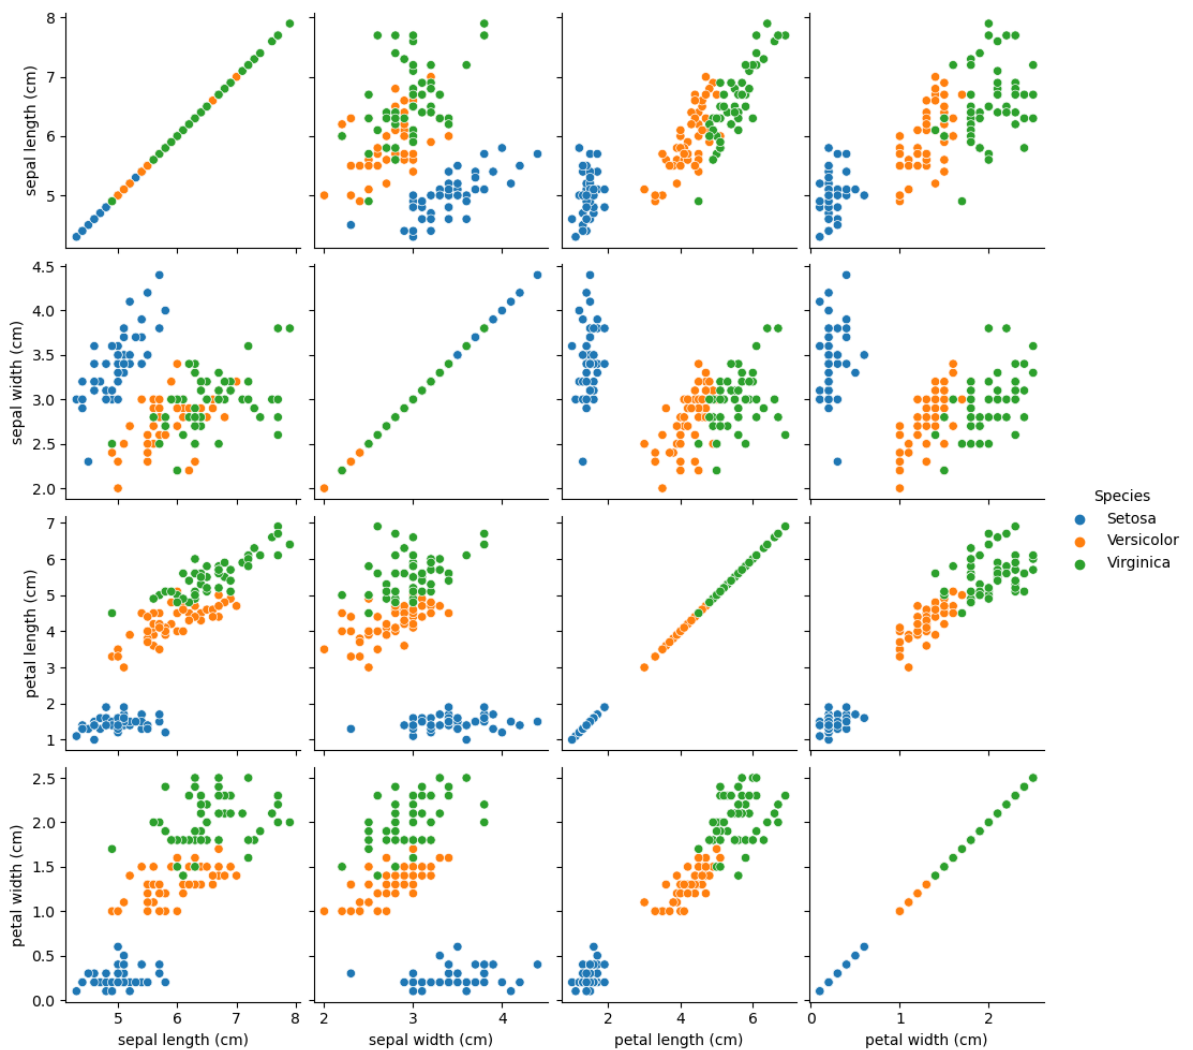 8
7
6
5
sepal length (cm)
4.5
4.0
3.5
3.0
2.5
2.0
sepal width (cm)
Species
Setosa
Versicolor
Virginica
7
6
5
4
3
2
1
petal length (cm)
2.5
2.0
1.5
1.0
0.5
0.0
petal width (cm)
5 6 7 8 2 3 4 2 4 6 0 1 2
sepal length (cm) sepal width (cm) petal length (cm) petal width (cm)